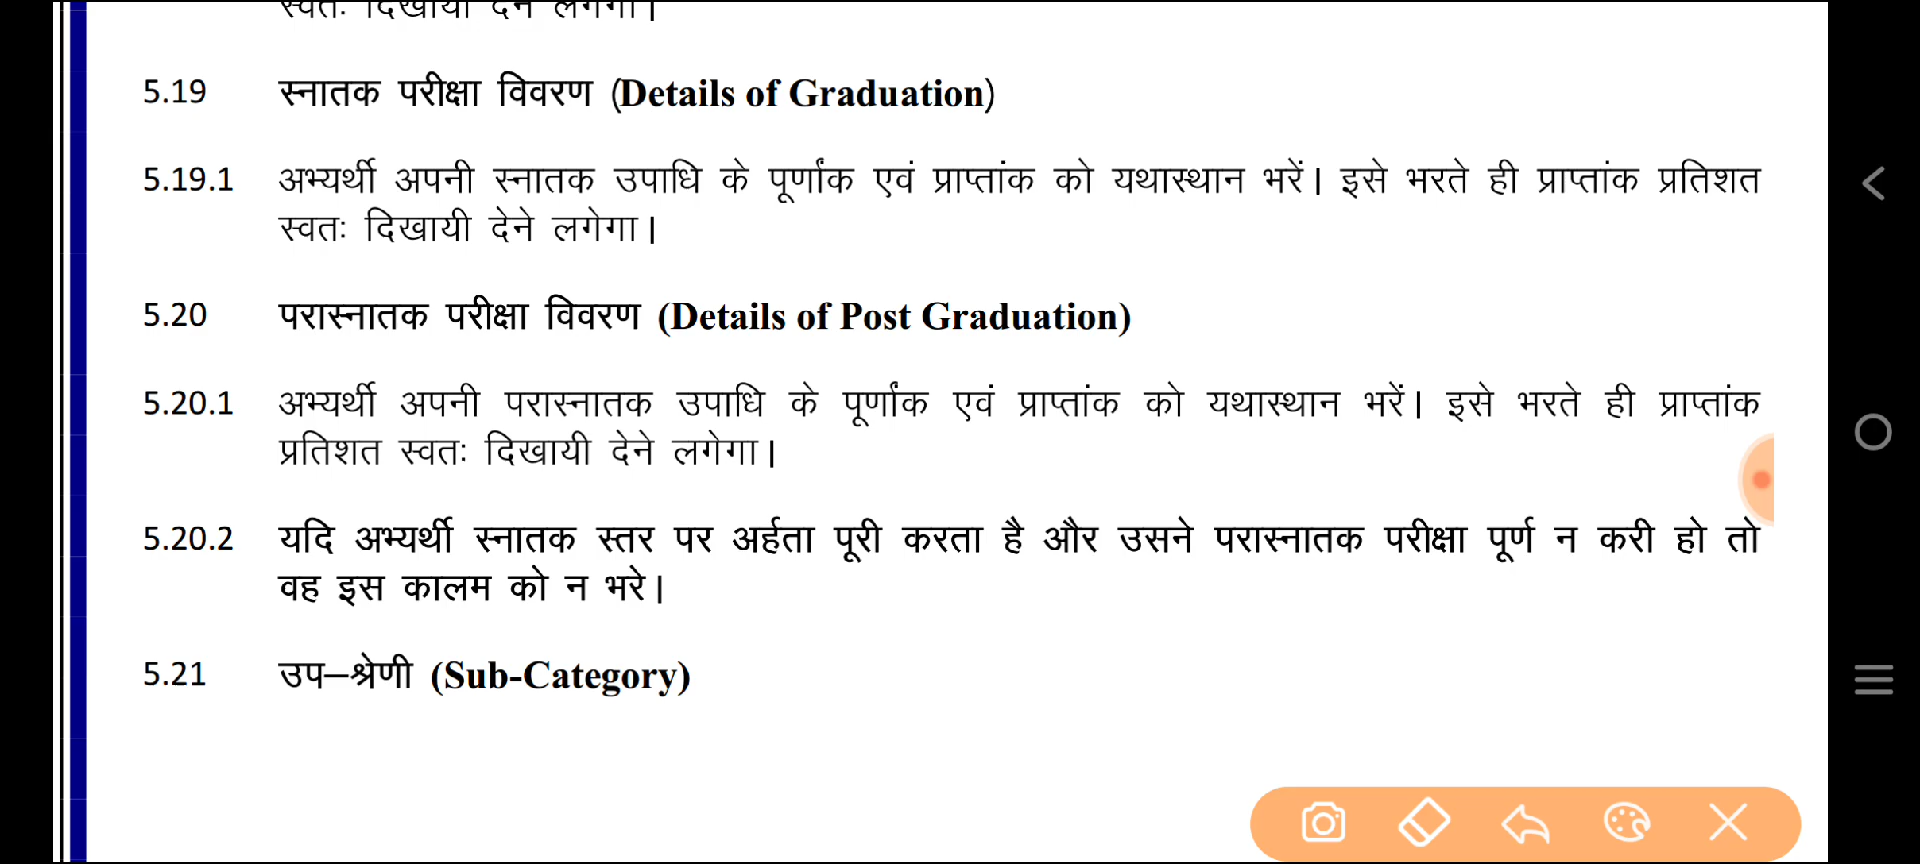 स्वतः दिखायी देने लगेगा।
5.19 स्नातक परीक्षा विवरण (Details of Graduation)
5.19.1 अभ्यर्थी अपनी स्नातक उपाधि के पूर्णांक एवं प्राप्तांक को यथास्थान भरें। इसे भरते ही प्राप्तांक प्रतिशत
स्वतः दिखायी देने लगेगा।
5.20 परास्नातक परीक्षा विवरण (Details of Post Graduation)
5.20.1 अभ्यर्थी अपनी परास्नातक उपाधि के पूर्णांक एवं प्राप्तांक को यथास्थान भरें। इसे भरते ही प्राप्तांक
प्रतिशत स्वतः दिखायी देने लगेगा।
5.20.2 यदि अभ्यर्थी स्नातक स्तर पर अर्हता पूरी करता है और उसने परास्नातक परीक्षा पूर्ण न करी हो तो
वह इस कालम को न भरे।
5.21 उप–श्रेणी (Sub-Category)